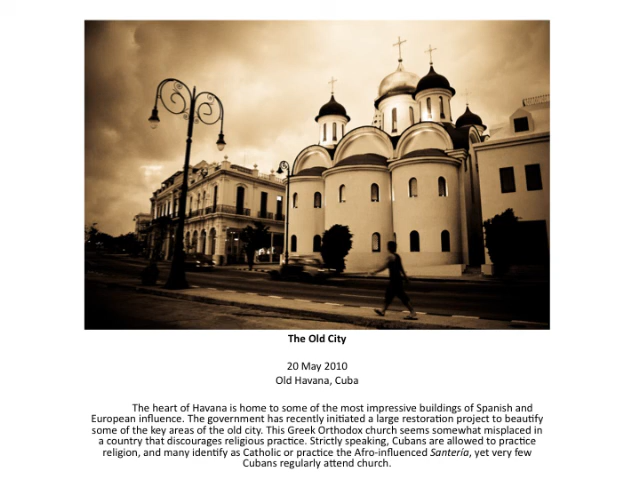 The Old City
20 May 2010
Old Havana, Cuba
The heart of Havana is home to some of the most impressive buildings of Spanish and
European influence. The government has recently initiated a large restoration project to beautify
some of the key areas of the old city. This Greek Orthodox church seems somewhat misplaced in
a country that discourages religious practice. Strictly speaking, Cubans are allowed to practice
religion, and many identify as Catholic or practice the Afro-influenced Santería, yet very few
Cubans regularly attend church.